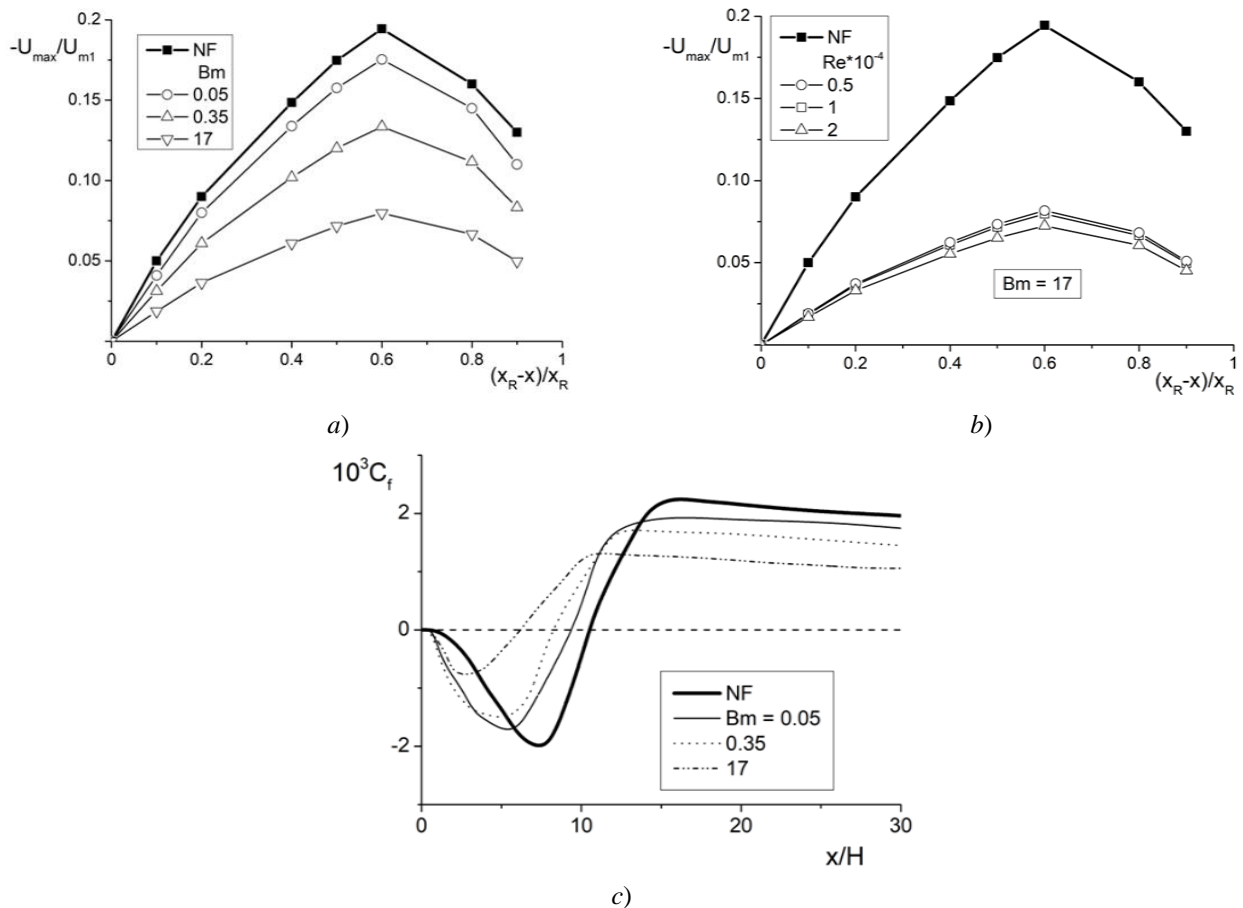 -U_max/U_m1
0.2
0.15
0.10
0.05
NF
Bm
0.05
0.35
17
0 0.2 0.4 0.6 0.8 1
(x_R-x)/x_R
a)
-U_max/U_m1
0.2
0.15
0.10
0.05
NF
Re*10^-4
0.5
1
2
Bm = 17
0 0.2 0.4 0.6 0.8 1
(x_R-x)/x_R
b)
10^3C_f
2
0
-2
NF
Bm = 0.05
0.35
17
0 10 20 30
x/H
c)